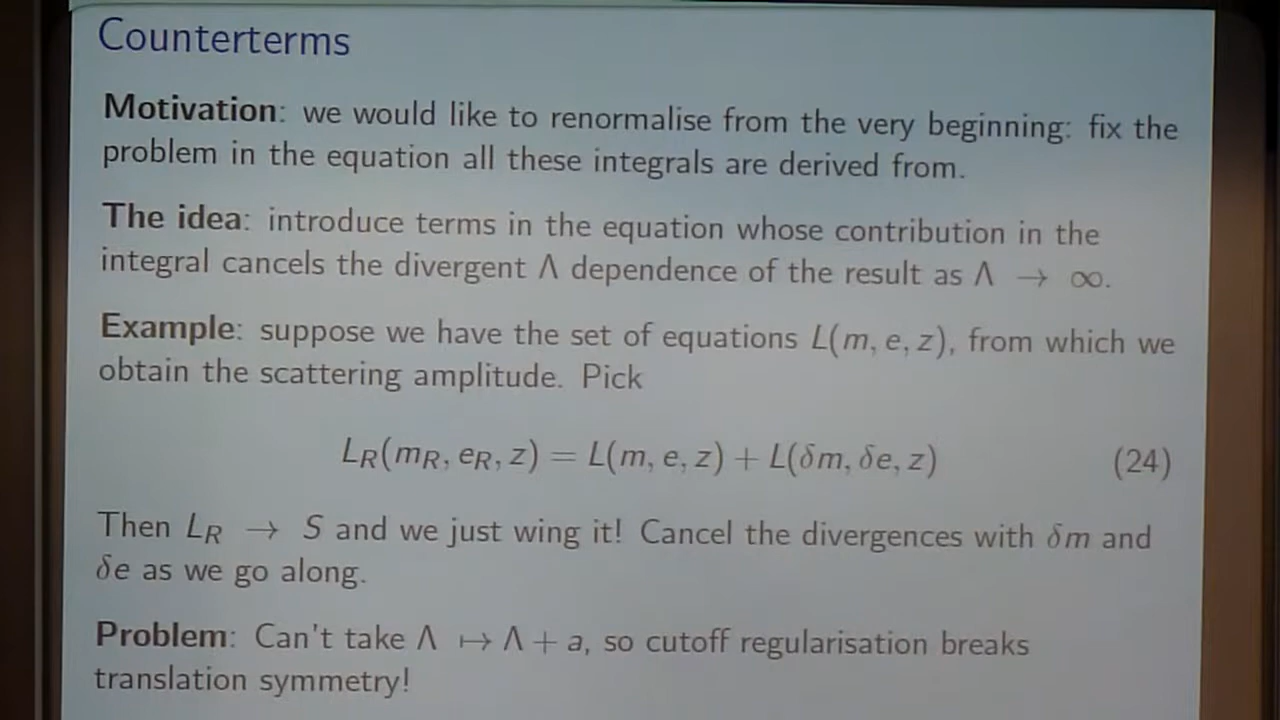 Counterterms
Motivation: we would like to renormalise from the very beginning: fix the
problem in the equation all these integrals are derived from.
The idea: introduce terms in the equation whose contribution in the
integral cancels the divergent Λ dependence of the result as Λ → ∞.
Example: suppose we have the set of equations L(m, e, z), from which we
obtain the scattering amplitude. Pick
L_R(m_R, e_R, z) = L(m, e, z) + L(δm, δe, z) (24)
Then L_R → S and we just wing it! Cancel the divergences with δm and
δe as we go along.
Problem: Can't take Λ ↦ Λ + a, so cutoff regularisation breaks
translation symmetry!